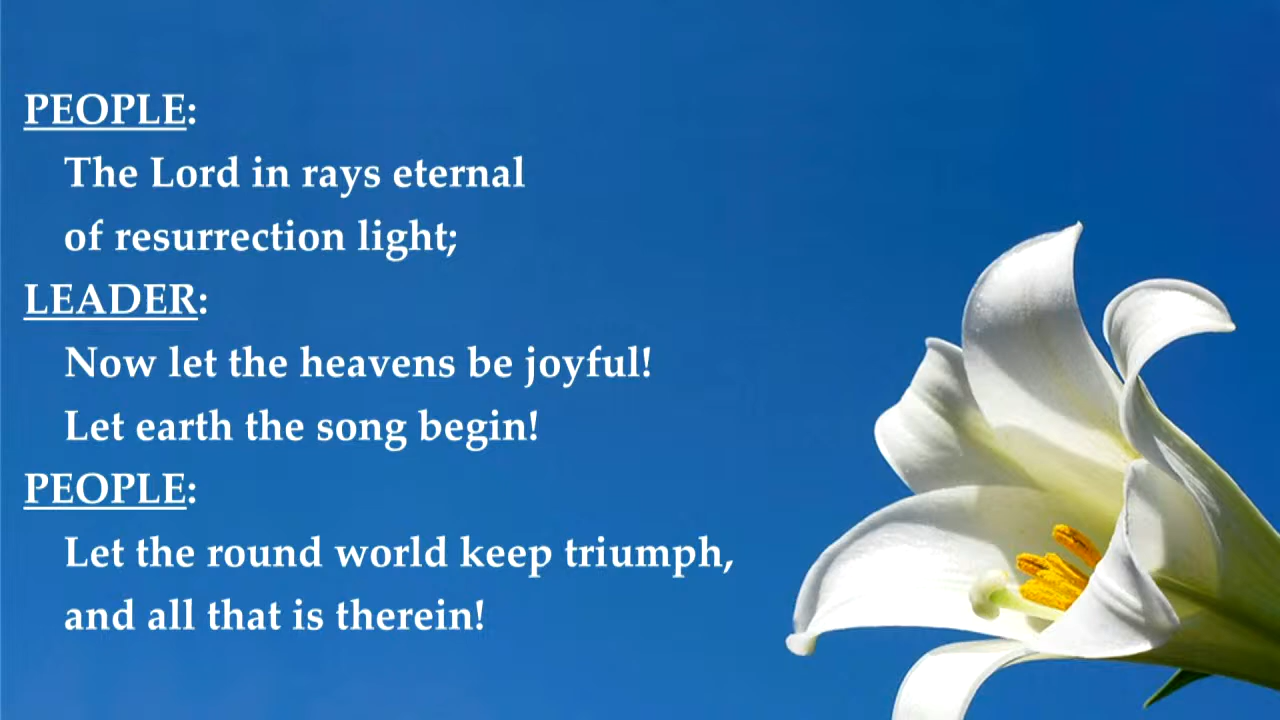 PEOPLE:
The Lord in rays eternal
of resurrection light;
LEADER:
Now let the heavens be joyful!
Let earth the song begin!
PEOPLE:
Let the round world keep triumph,
and all that is therein!